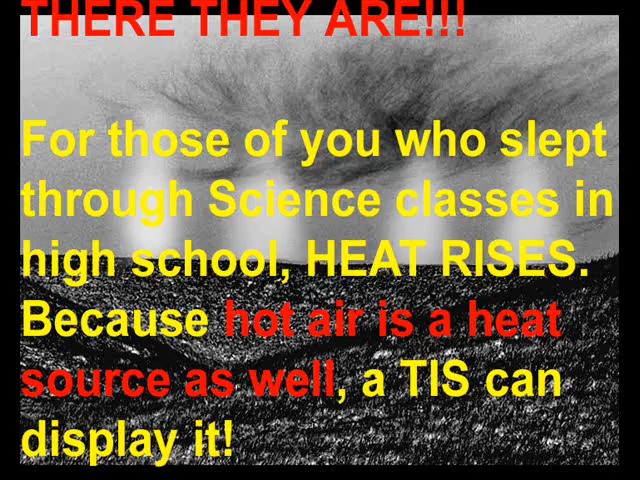 THERE THEY ARE!!!
For those of you who slept
through Science classes in
high school, HEAT RISES.
Because hot air is a heat
source as well, a TIS can
display it!